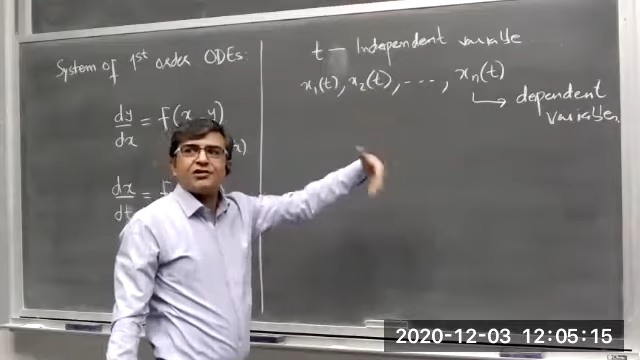 System of 1st order ODEs:
dy/dx = f(x, y)
x)
dx/dt = f
t — Independent variable
x₁(t), x₂(t), ----, xₙ(t)
↳ dependent
variables
2020-12-03 12:05:15